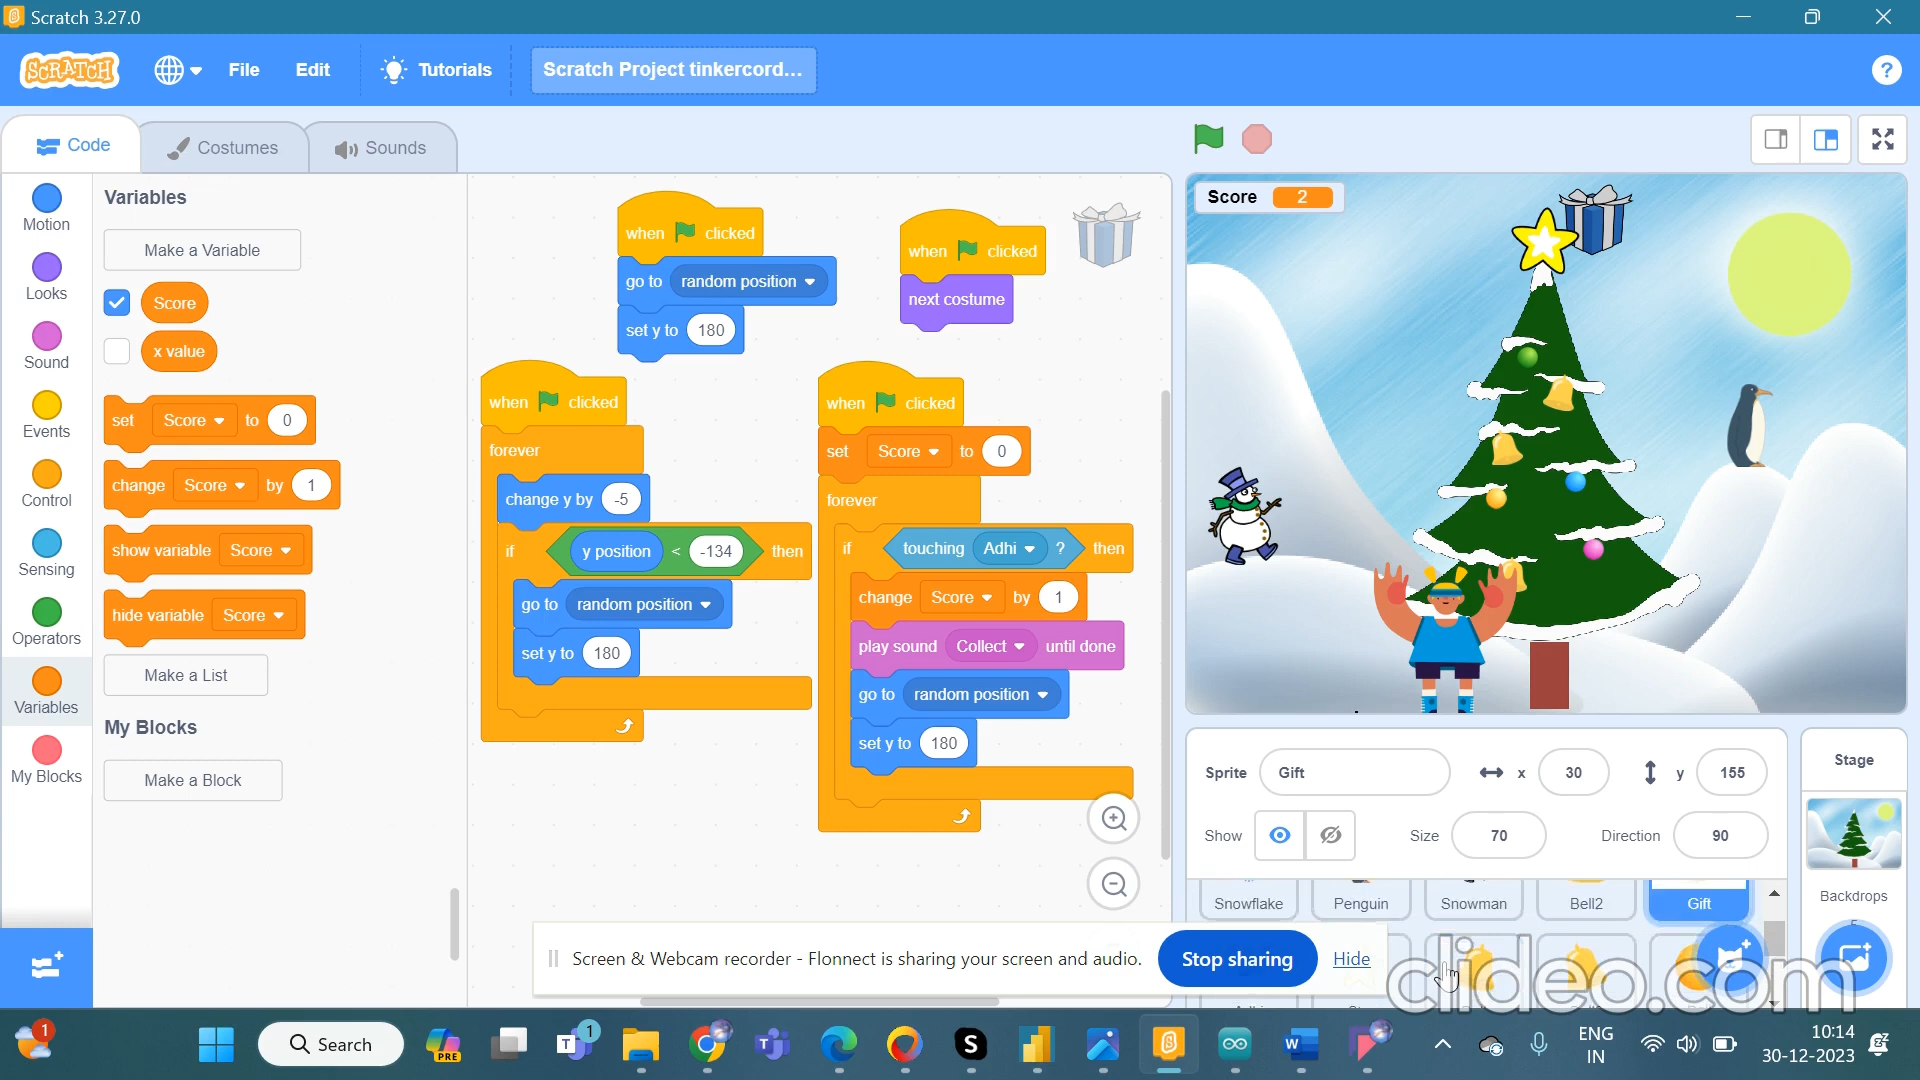 Scratch 3.27.0
SCRATCH
File
Edit
Tutorials
Scratch Project tinkercord...
?
Code
Costumes
Sounds
Motion
Looks
Sound
Events
Control
Sensing
Operators
Variables
My Blocks
Variables
Make a Variable
Score
x value
set Score to 0
change Score by 1
show variable Score
hide variable Score
Make a List
My Blocks
Make a Block
when clicked
go to random position
set y to 180
when clicked
next costume
when clicked
forever
change y by -5
if y position < -134 then
go to random position
set y to 180
when clicked
set Score to 0
forever
if touching Adhi ? then
change Score by 1
play sound Collect until done
go to random position
set y to 180
Score 2
Sprite Gift x 30 y 155
Show Size 70 Direction 90
Snowflake Penguin Snowman Bell2 Gift
Stage
Backdrops
Screen & Webcam recorder - Flonnect is sharing your screen and audio. Stop sharing Hide
clideo.com
1
Search
PRE
1
S
ENG
IN
10:14
30-12-2023